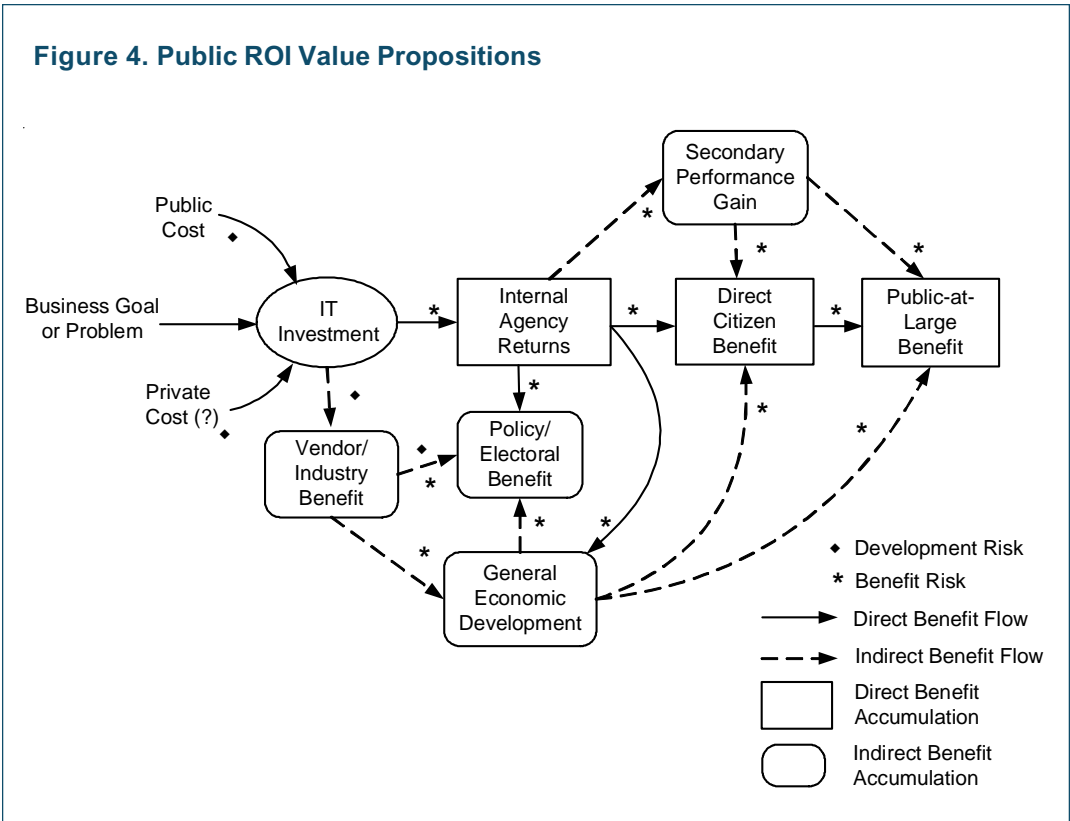 Figure 4. Public ROI Value Propositions
Secondary
Performance
Gain
Public
Cost
Business Goal
or Problem
IT
Investment
Internal
Agency
Returns
Direct
Citizen
Benefit
Public-at-
Large
Benefit
Private
Cost (?)
Vendor/
Industry
Benefit
Policy/
Electoral
Benefit
General
Economic
Development
◆ Development Risk
* Benefit Risk
Direct Benefit Flow
Indirect Benefit Flow
Direct Benefit
Accumulation
Indirect Benefit
Accumulation